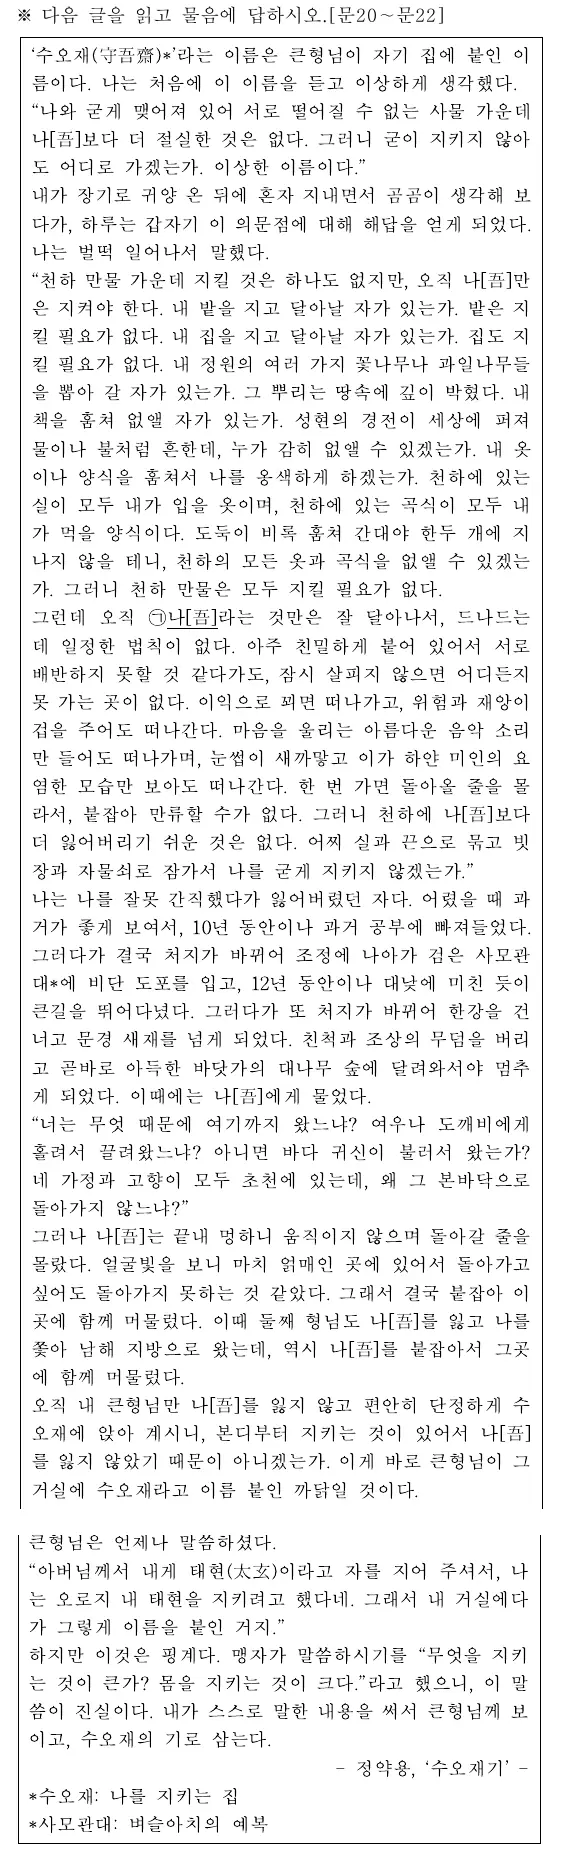 ※ 다음 글을 읽고 물음에 답하시오.[문20~문22]
‘수오재(守吾齋)*’라는 이름은 큰형님이 자기 집에 붙인 이
름이다. 나는 처음에 이 이름을 듣고 이상하게 생각했다.
“나와 굳게 맺어져 있어 서로 떨어질 수 없는 사물 가운데
나[吾]보다 더 절실한 것은 없다. 그러니 굳이 지키지 않아
도 어디로 가겠는가. 이상한 이름이다.”
내가 장기로 귀양 온 뒤에 혼자 지내면서 곰곰이 생각해 보
다가, 하루는 갑자기 이 의문점에 대해 해답을 얻게 되었다.
나는 벌떡 일어나서 말했다.
“천하 만물 가운데 지킬 것은 하나도 없지만, 오직 나[吾]만
은 지켜야 한다. 내 밭을 지고 달아날 자가 있는가. 밭은 지
킬 필요가 없다. 내 집을 지고 달아날 자가 있는가. 집도 지
킬 필요가 없다. 내 정원의 여러 가지 꽃나무나 과일나무들
을 뽑아 갈 자가 있는가. 그 뿌리는 땅속에 깊이 박혔다. 내
책을 훔쳐 없앨 자가 있는가. 성현의 경전이 세상에 퍼져
물이나 불처럼 흔한데, 누가 감히 없앨 수 있겠는가. 내 옷
이나 양식을 훔쳐서 나를 옹색하게 하겠는가. 천하에 있는
실이 모두 내가 입을 옷이며, 천하에 있는 곡식이 모두 내
가 먹을 양식이다. 도둑이 비록 훔쳐 간대야 한두 개에 지
나지 않을 테니, 천하의 모든 옷과 곡식을 없앨 수 있겠는
가. 그러니 천하 만물은 모두 지킬 필요가 없다.
그런데 오직 ㉠나[吾]라는 것만은 잘 달아나서, 드나드는
데 일정한 법칙이 없다. 아주 친밀하게 붙어 있어서 서로
배반하지 못할 것 같다가도, 잠시 살피지 않으면 어디든지
못 가는 곳이 없다. 이익으로 꾀면 떠나가고, 위험과 재앙이
겁을 주어도 떠나간다. 마음을 울리는 아름다운 음악 소리
만 들어도 떠나가며, 눈썹이 새까맣고 이가 하얀 미인의 요
염한 모습만 보아도 떠나간다. 한 번 가면 돌아올 줄을 몰
라서, 붙잡아 만류할 수가 없다. 그러니 천하에 나[吾]보다
더 잃어버리기 쉬운 것은 없다. 어찌 실과 끈으로 묶고 빗
장과 자물쇠로 잠가서 나를 굳게 지키지 않겠는가.”
나는 나를 잘못 간직했다가 잃어버렸던 자다. 어렸을 때 과
거가 좋게 보여서, 10년 동안이나 과거 공부에 빠져들었다.
그러다가 결국 처지가 바뀌어 조정에 나아가 검은 사모관
대*에 비단 도포를 입고, 12년 동안이나 대낮에 미친 듯이
큰길을 뛰어다녔다. 그러다가 또 처지가 바뀌어 한강을 건
너고 문경 새재를 넘게 되었다. 친척과 조상의 무덤을 버리
고 곧바로 아득한 바닷가의 대나무 숲에 달려와서야 멈추
게 되었다. 이때에는 나[吾]에게 물었다.
“너는 무엇 때문에 여기까지 왔느냐? 여우나 도깨비에게
홀려서 끌려왔느냐? 아니면 바다 귀신이 불러서 왔는가?
네 가정과 고향이 모두 초천에 있는데, 왜 그 본바닥으로
돌아가지 않느냐?”
그러나 나[吾]는 끝내 멍하니 움직이지 않으며 돌아갈 줄을
몰랐다. 얼굴빛을 보니 마치 얽매인 곳에 있어서 돌아가고
싶어도 돌아가지 못하는 것 같았다. 그래서 결국 붙잡아 이
곳에 함께 머물렀다. 이때 둘째 형님도 나[吾]를 잃고 나를
쫓아 남해 지방으로 왔는데, 역시 나[吾]를 붙잡아서 그곳
에 함께 머물렀다.
오직 내 큰형님만 나[吾]를 잃지 않고 편안히 단정하게 수
오재에 앉아 계시니, 본디부터 지키는 것이 있어서 나[吾]
를 잃지 않았기 때문이 아니겠는가. 이게 바로 큰형님이 그
거실에 수오재라고 이름 붙인 까닭일 것이다.
큰형님은 언제나 말씀하셨다.
“아버님께서 내게 태현(太玄)이라고 자를 지어 주셔서, 나
는 오로지 내 태현을 지키려고 했다네. 그래서 내 거실에다
가 그렇게 이름을 붙인 거지.”
하지만 이것은 핑계다. 맹자가 말씀하시기를 “무엇을 지키
는 것이 큰가? 몸을 지키는 것이 크다.”라고 했으니, 이 말
씀이 진실이다. 내가 스스로 말한 내용을 써서 큰형님께 보
이고, 수오재의 기로 삼는다.
- 정약용, ‘수오재기’ -
*수오재: 나를 지키는 집
*사모관대: 벼슬아치의 예복